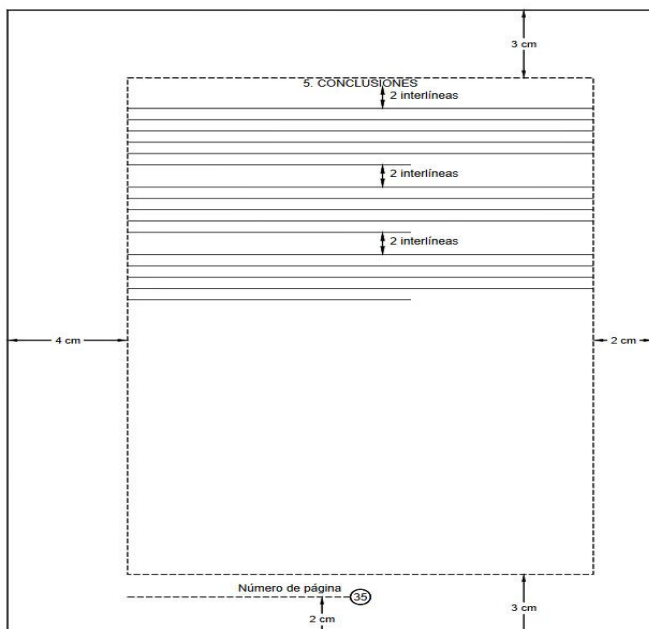 3 cm
5. CONCLUSIONES
2 interlíneas
2 interlíneas
2 interlíneas
4 cm
2 cm
Número de página
35
2 cm
3 cm